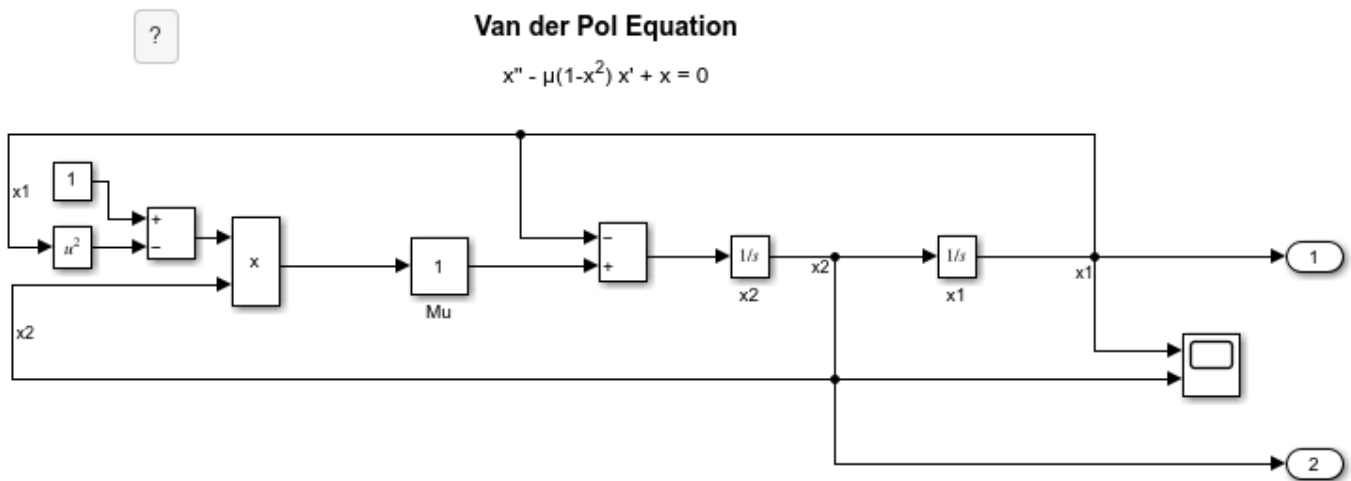 ?
Van der Pol Equation
x" - μ(1-x²) x' + x = 0
x1
1
+
u²
−
x
x2
1
Mu
−
+
1/s
x2
x2
1/s
x1
x1
1
2